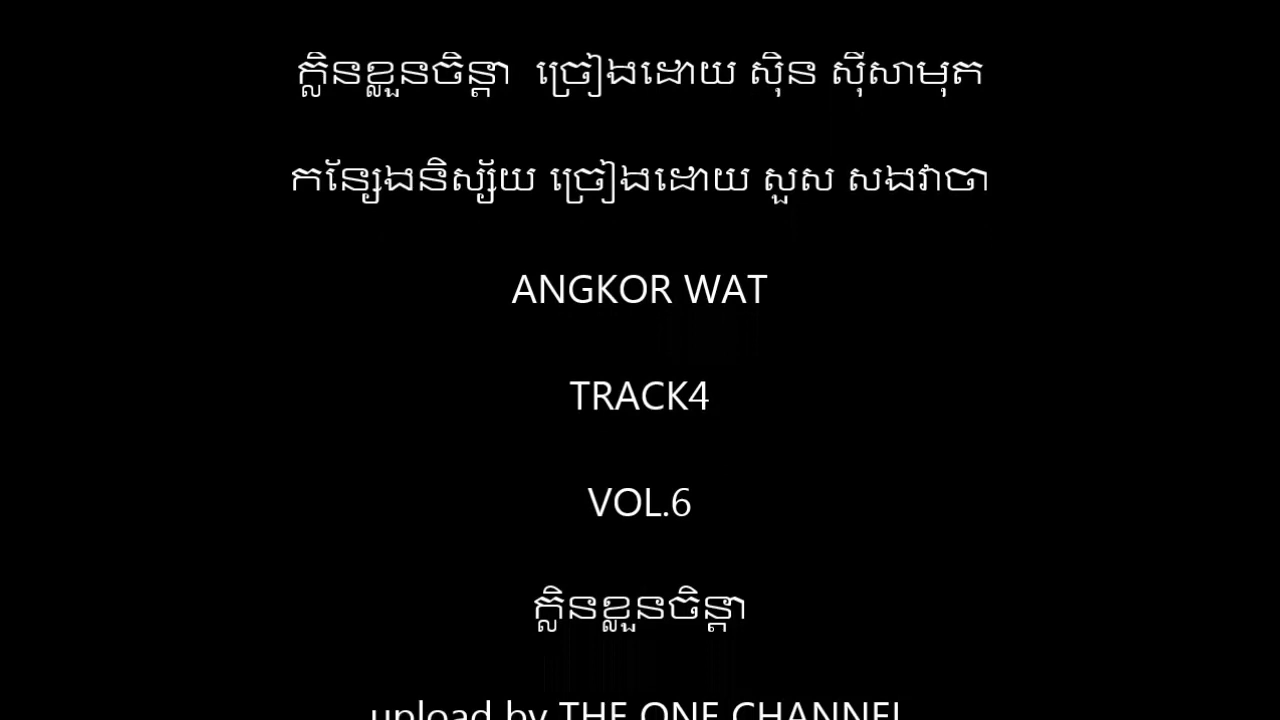 ក្លិនខ្លួនចិន្តា ច្រៀងដោយ ស៊ិន ស៊ីសាមុត
កន្សែងនិស្ស័យ ច្រៀងដោយ សួស សងវាចា
ANGKOR WAT
TRACK4
VOL.6
ក្លិនខ្លួនចិន្តា
upload by THE ONE CHANNEL